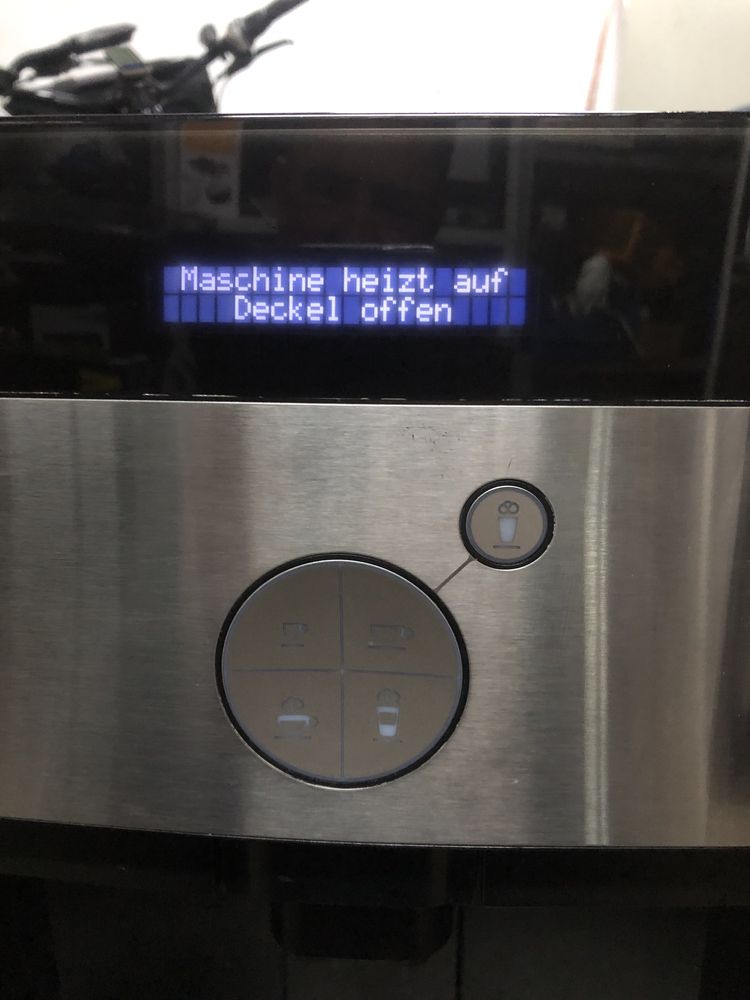 Maschine heizt auf
Deckel offen